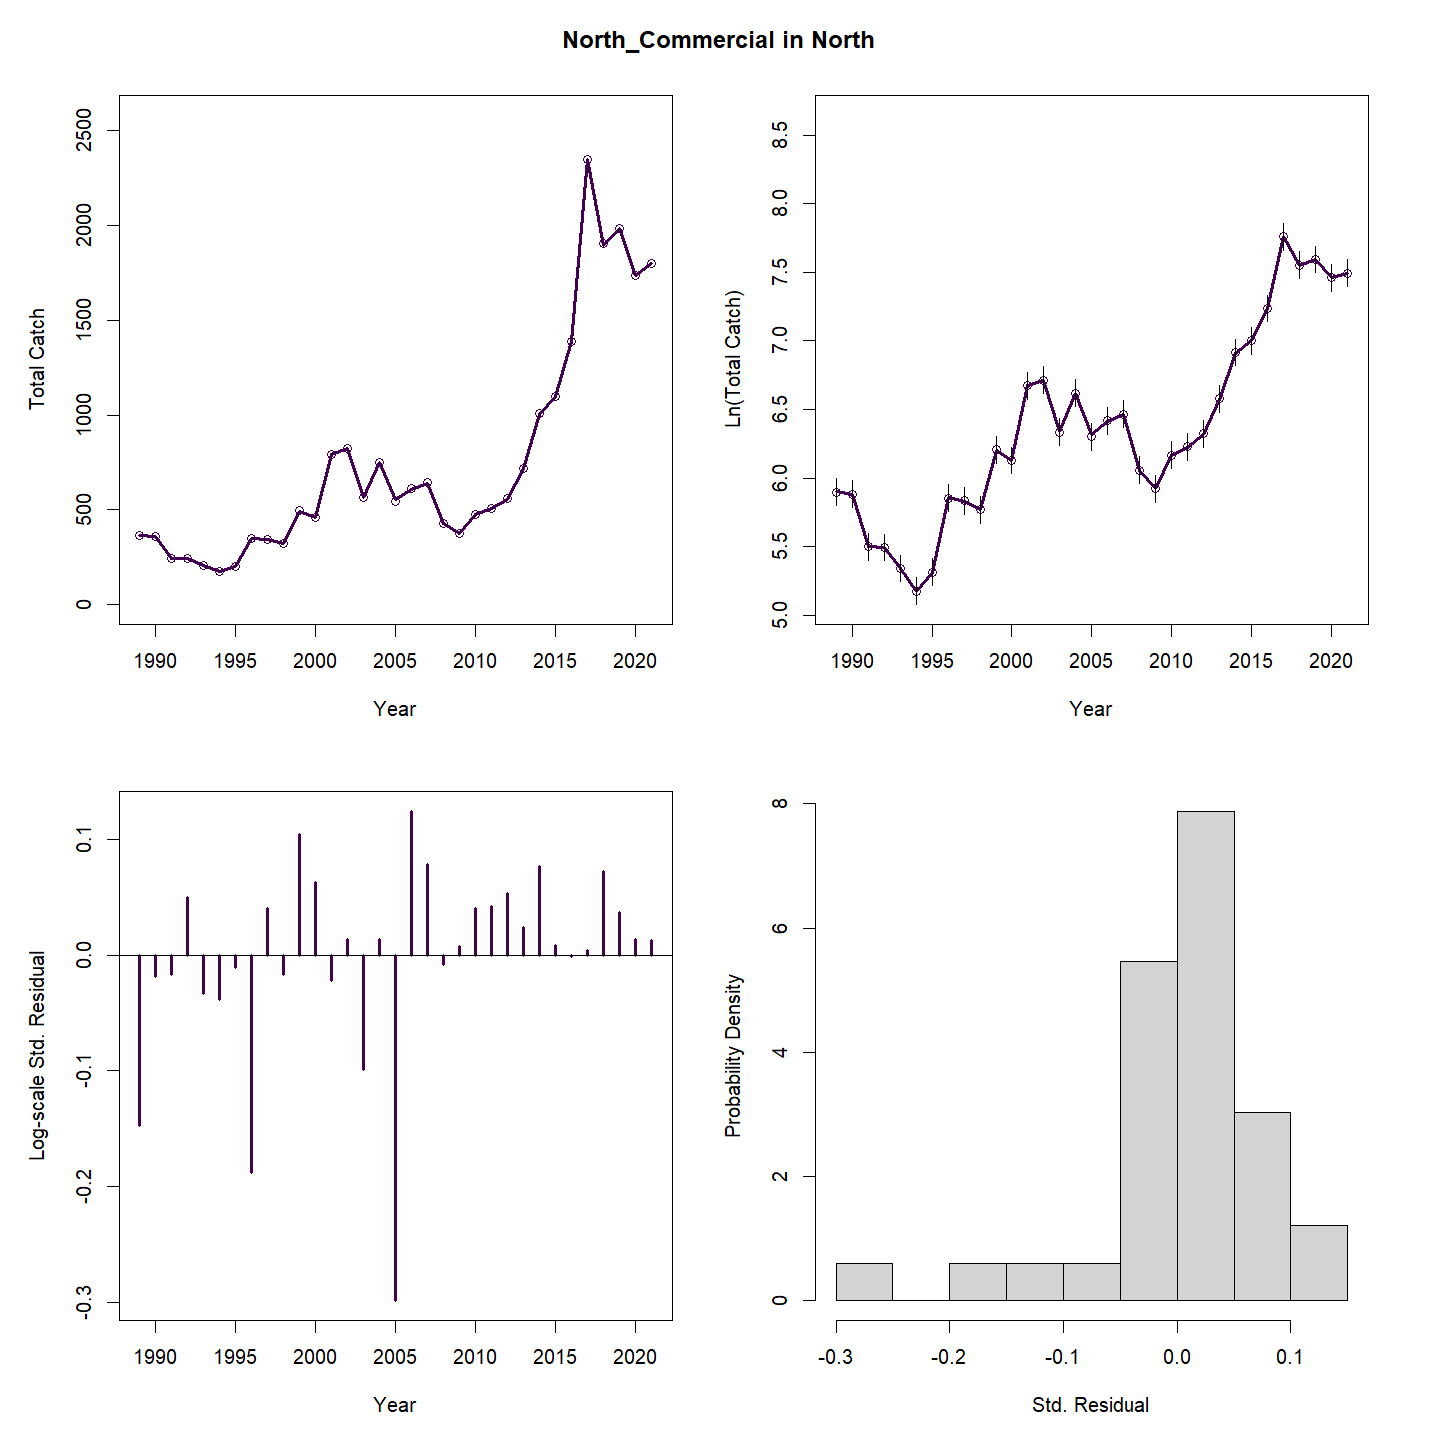 North_Commercial in North
Total Catch
2500
2000
1500
1000
500
0
1990 1995 2000 2005 2010 2015 2020
Year
Ln(Total Catch)
8.5
8.0
7.5
7.0
6.5
6.0
5.5
5.0
1990 1995 2000 2005 2010 2015 2020
Year
Log-scale Std. Residual
0.1
0.0
-0.1
-0.2
-0.3
1990 1995 2000 2005 2010 2015 2020
Year
Probability Density
8
6
4
2
0
-0.3 -0.2 -0.1 0.0 0.1
Std. Residual